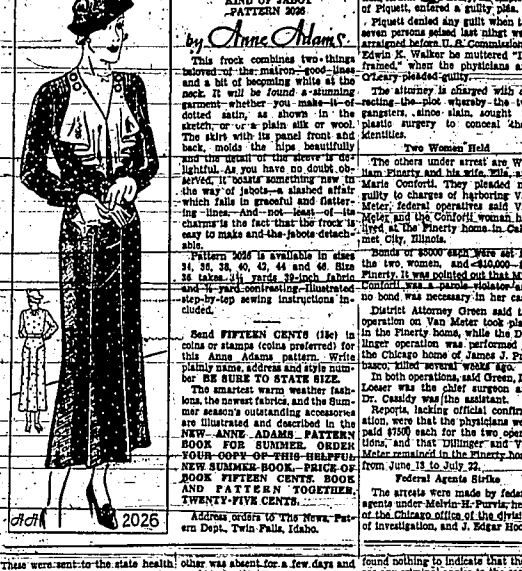 KIND OF JABOT
PATTERN 2026
by Anne Adams
This frock combines two things
beloved of the matron—good lines
and a bit of becoming white at the
neck. It will be found a stunning
garment whether you make it of
dotted satin, as shown in the
sketch, or of a plain silk or wool.
The skirt with its panel front and
back, molds the hips beautifully
and the detail of the sleeve is de-
lightful. As you have no doubt ob-
served, it boasts something new in
the way of jabots—a slashed affair
which falls in graceful and flatter-
ing lines. And not least of its
charms is the fact that the frock is
easy to make and the jabots detach-
able.
Pattern 2026 is available in sizes
34, 36, 38, 40, 42, 44 and 46. Size
36 takes 3⅞ yards 39-inch fabric
and yard contrasting. Illustrated
step-by-step sewing instructions in-
cluded.
Send FIFTEEN CENTS (15c) in
coins or stamps (coins preferred) for
this Anne Adams pattern. Write
plainly name, address and style num-
ber BE SURE TO STATE SIZE.
The smartest warm weather fash-
ions, the newest fabrics, and the Sum-
mer season's outstanding accessories
are illustrated and described in the
NEW ANNE ADAMS PATTERN
BOOK FOR SUMMER. ORDER
YOUR COPY OF THIS HELPFUL
NEW SUMMER BOOK. PRICE OF
BOOK FIFTEEN CENTS. BOOK
AND PATTERN TOGETHER,
TWENTY-FIVE CENTS.
Address orders to The News, Pat-
tern Dept., Twin Falls, Idaho.
AA 2026
of Piquett, entered a guilty plea.
Piquett denied any guilt when t
seven persons seized last nihgt we
arraigned before U. S. Commission
Edwin K. Walker he muttered "I
framed," when the physicians a
O'Leary pleaded guilty.
The attorney is charged with d
recting the plot whereby the t
gangsters, since slain, sought
plastic surgery to conceal the
identities.
Two Women Held
The others under arrest are W
liam Finerty and his wife, Ella, a
Marie Conforti. They pleaded n
guilty to charges of harboring V
Meter, federal operatives said V
Meter and the Conforti woman h
lived at the Finerty home in Cal
met City, Illinois.
Bonds of $5000 each were set f
the two women, and $10,000
Finerty. It was pointed out that M
Conforti was a parole violator a
no bond was necessary in her ca
District Attorney Green said t
operation on Van Meter took pla
in the Finerty home, while the D
linger operation was performed
the Chicago home of James J. P
basco, killed several weeks ago.
In both operations, said Green, D
Loeser was the chief surgeon a
Dr. Cassidy was the assistant.
Reports, lacking official confirm
ation, were that the physicians we
paid $7500 each for the two oper
tions, and that Dillinger and V
Meter remained in the Finerty hom
from June 13 to July 22.
Federal Agents Strike
The arrests were made by feder
agents under Melvin H. Purvis, he
of the Chicago office of the divisi
of investigation, and J. Edgar Hoo
These were sent to the state health
other was absent for a few days and
found nothing to indicate that th